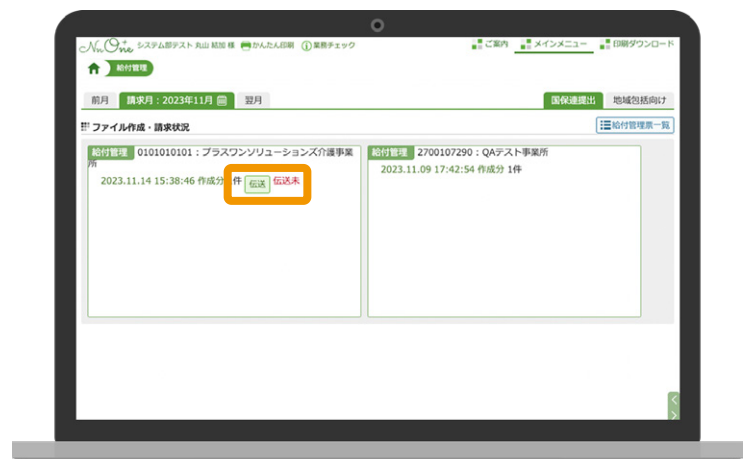 NuOne システム部テスト 丸山 結加 様 かんたん印刷 業務チェック ご案内 メインメニュー 印刷ダウンロード
給付管理
前月 請求月：2023年11月 翌月 国保連提出 地域包括向け
ファイル作成・請求状況 給付管理票一覧
給付管理 0101010101：プラスワンソリューションズ介護事業
所
2023.11.14 15:38:46 作成分 件 伝送 伝送未
給付管理 2700107290：QAテスト事業所
2023.11.09 17:42:54 作成分 1件